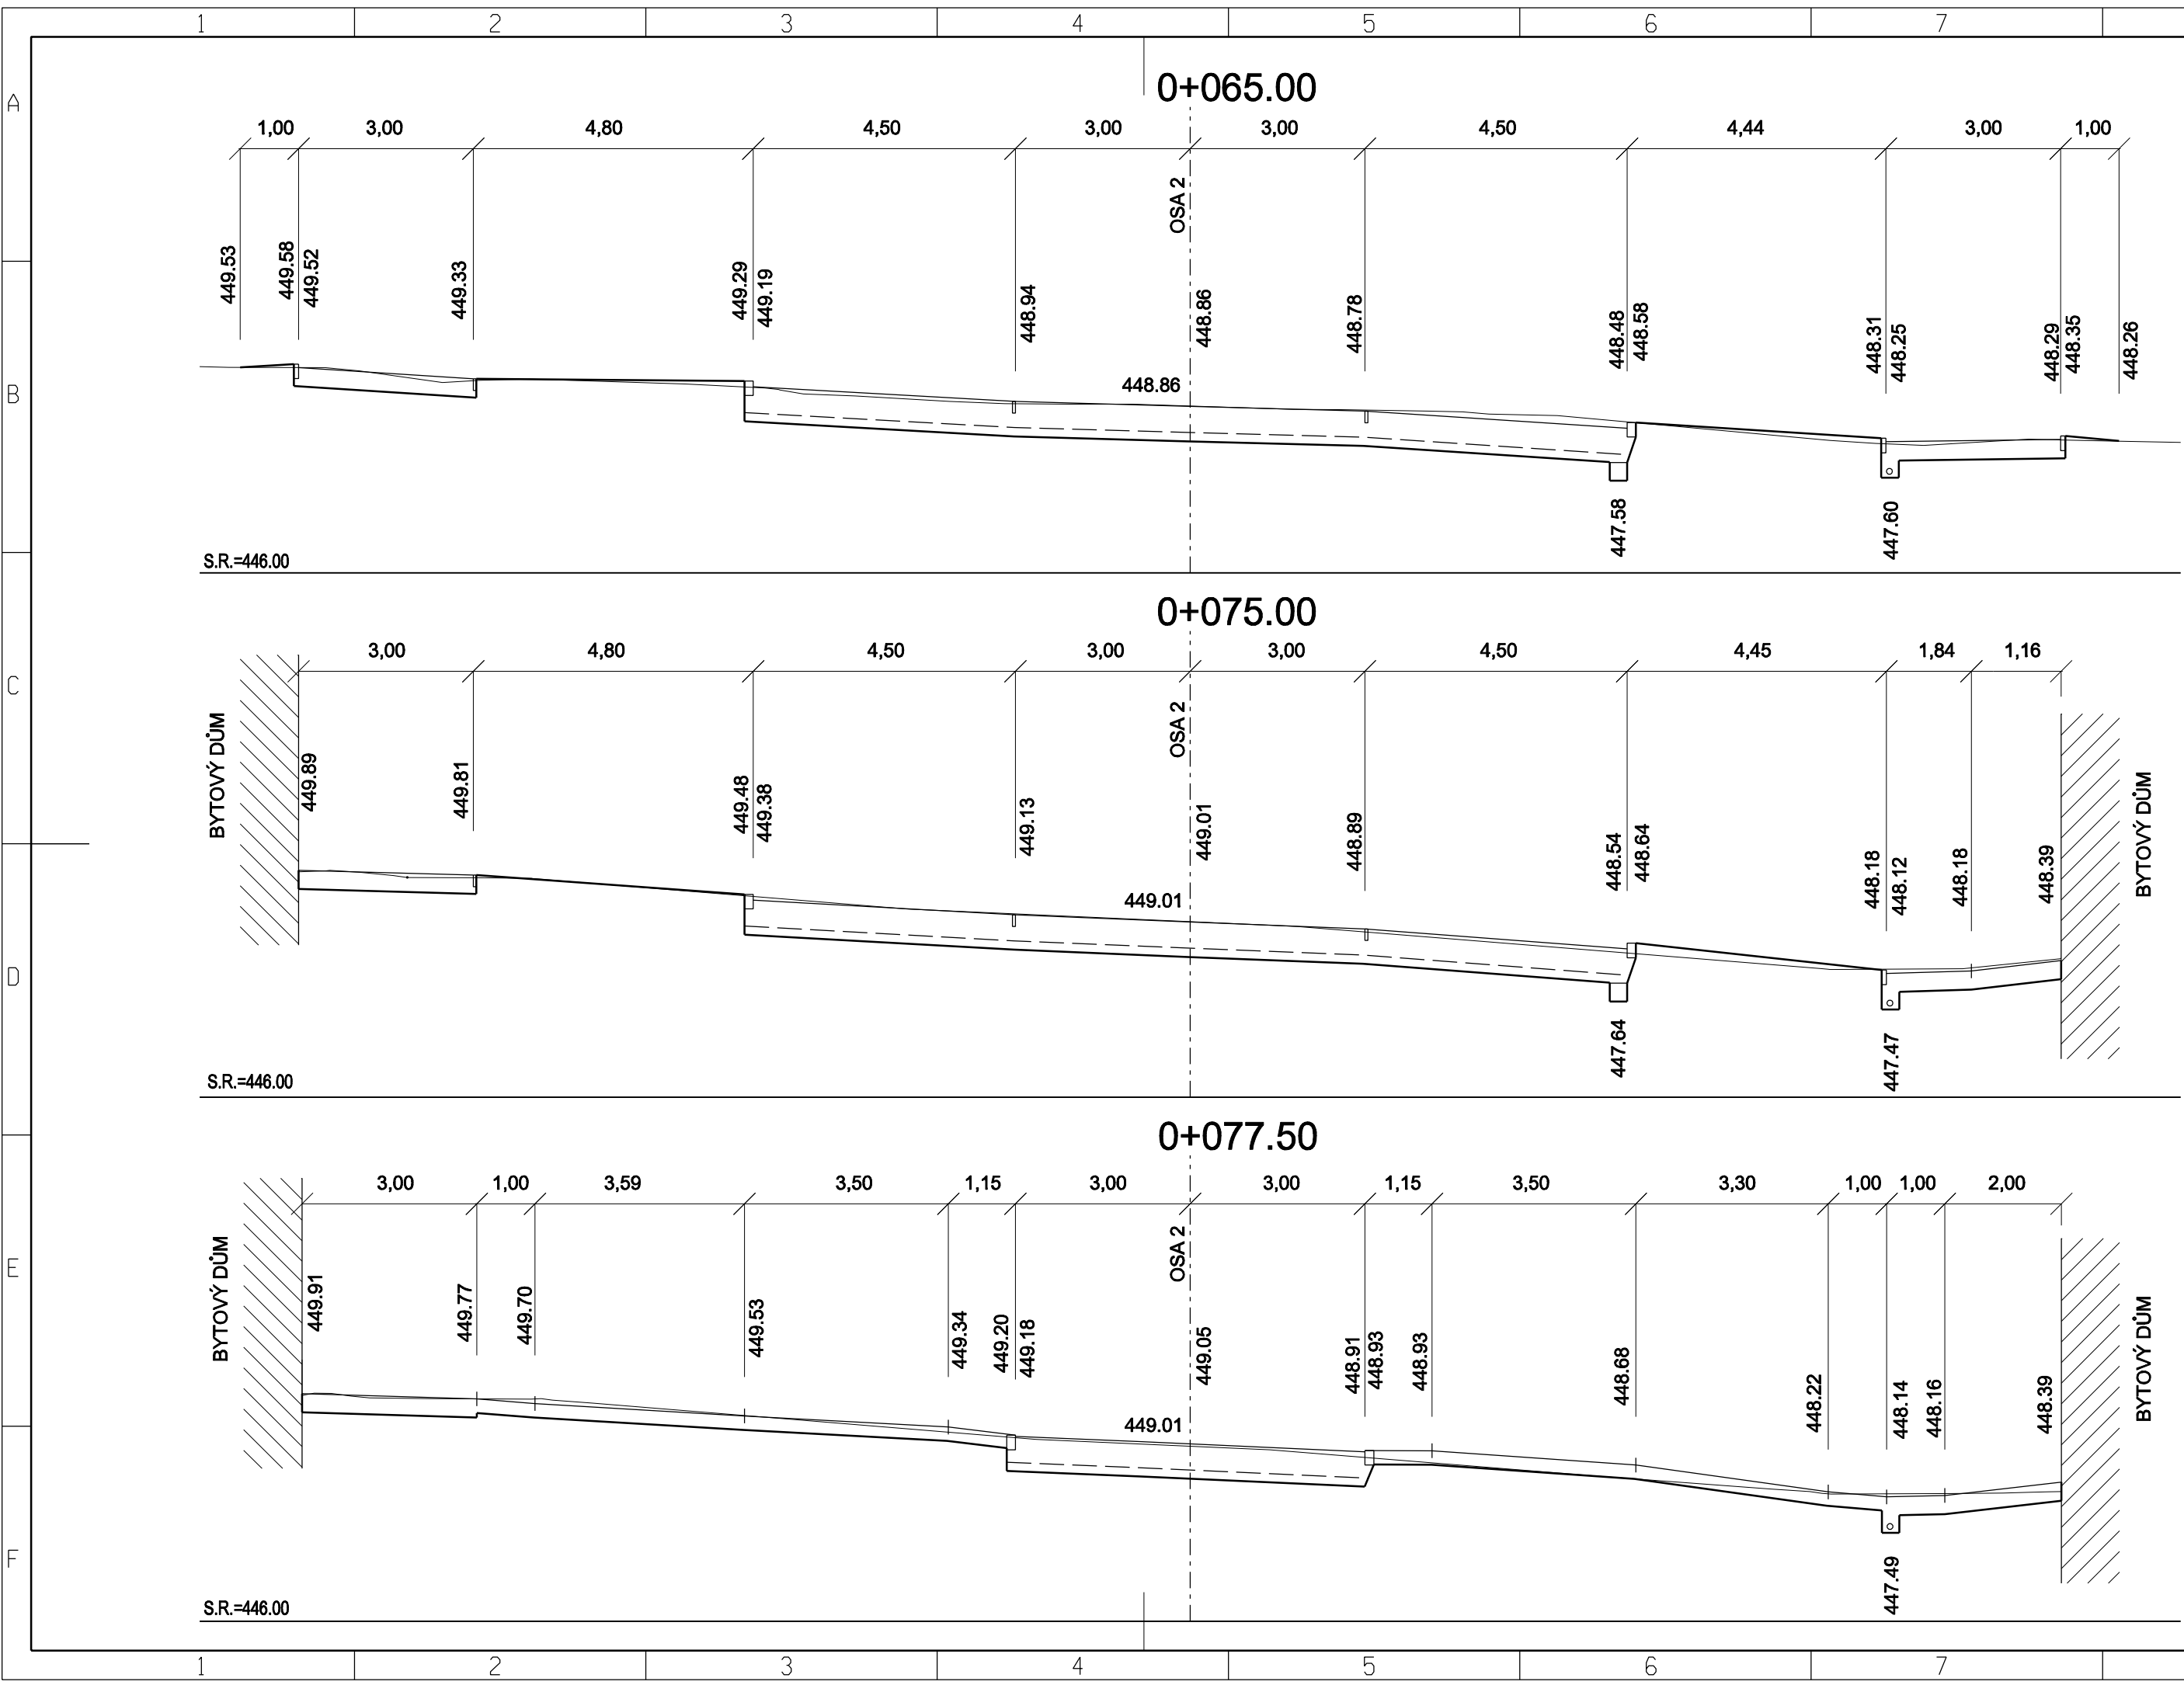 1 2 3 4 5 6 7
A
0+065.00
1,00 3,00 4,80 4,50 3,00 3,00 4,50 4,44 3,00 1,00
OSA 2
449.53 449.58 449.52 449.33 449.29 449.19 448.94 448.86 448.78 448.48 448.58 448.31 448.25 448.29 448.35 448.26
B
448.86
447.58 447.60
S.R.=446.00
0+075.00
3,00 4,80 4,50 3,00 3,00 4,50 4,45 1,84 1,16
C
OSA 2
BYTOVÝ DŮM
449.89 449.81 449.48 449.38 449.13 449.01 448.89 448.54 448.64 448.18 448.12 448.18 448.39
BYTOVÝ DŮM
449.01
D
447.64 447.47
S.R.=446.00
0+077.50
3,00 1,00 3,59 3,50 1,15 3,00 3,00 1,15 3,50 3,30 1,00 1,00 2,00
E
OSA 2
BYTOVÝ DŮM
449.91 449.77 449.70 449.53 449.34 449.20 449.18 449.05 448.91 448.93 448.93 448.68 448.22 448.14 448.16 448.39
BYTOVÝ DŮM
449.01
F
447.49
S.R.=446.00
1 2 3 4 5 6 7